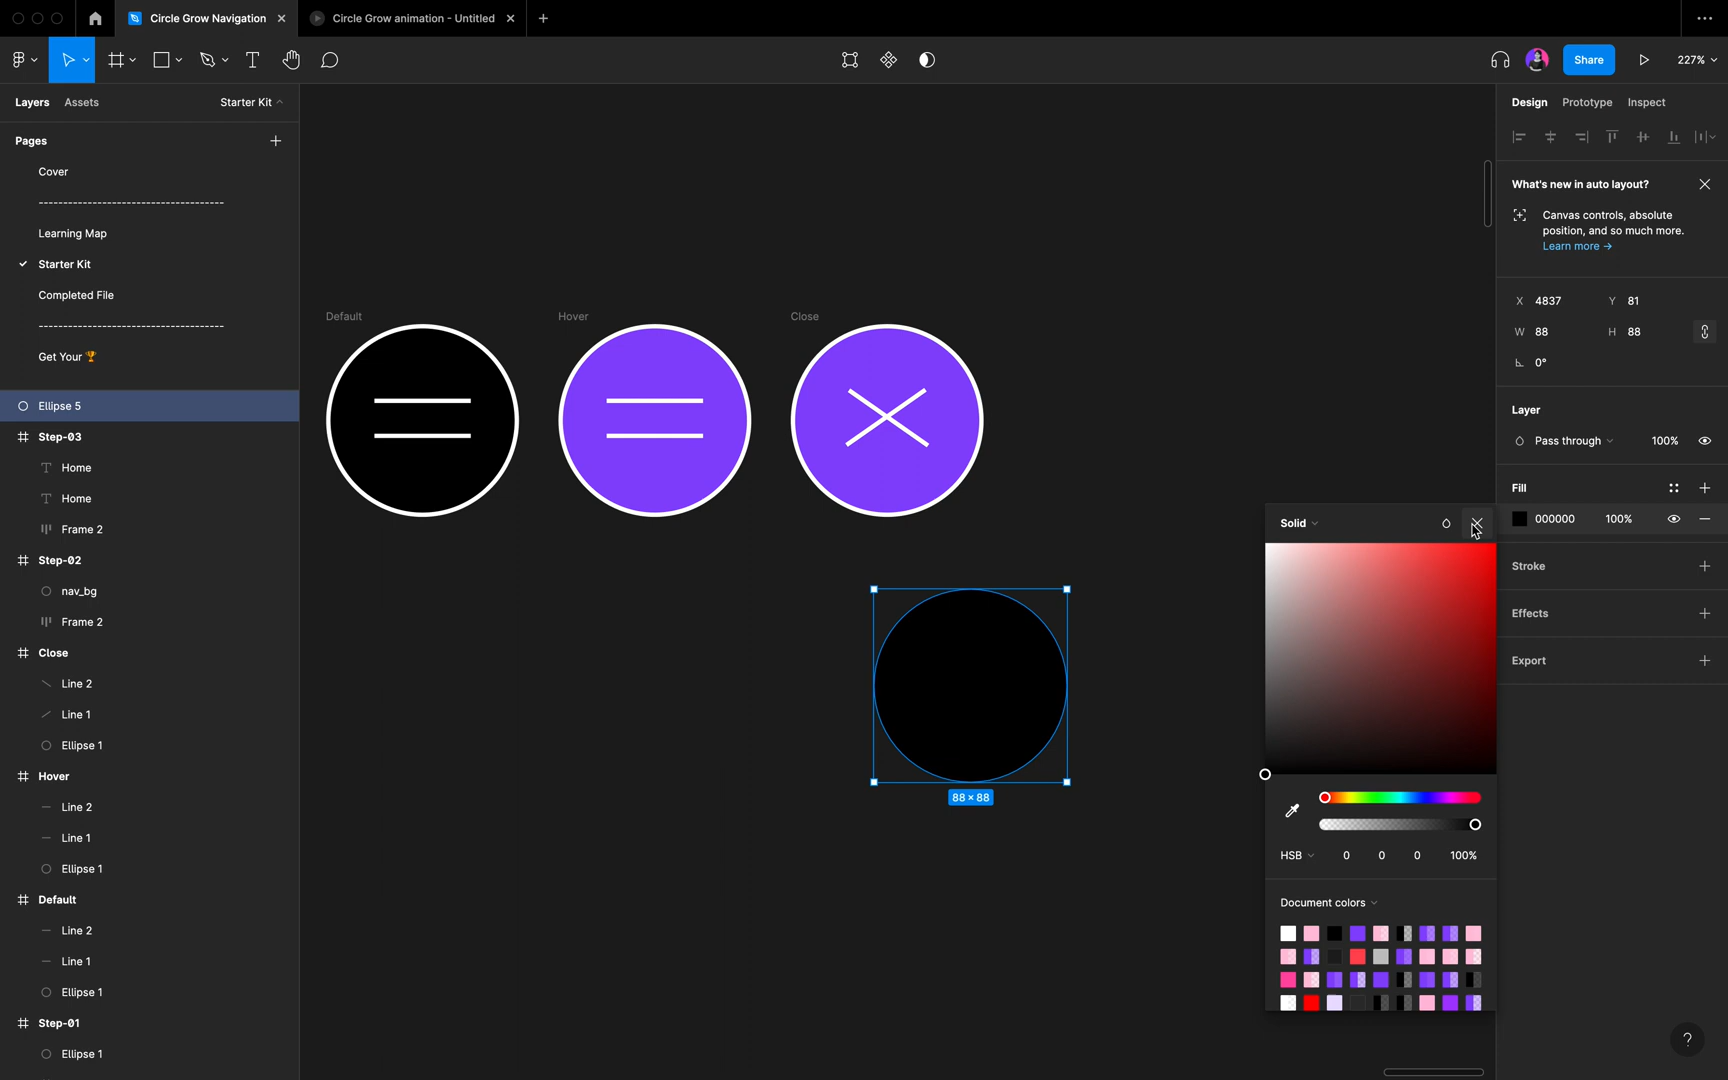 Circle Grow Navigation
Circle Grow animation - Untitled
Share
227%
Layers
Assets
Starter Kit
Pages
Cover
---------------------------------------
Learning Map
Starter Kit
Completed File
---------------------------------------
Get Your 🏆
Ellipse 5
Step-03
Home
Home
Frame 2
Step-02
nav_bg
Frame 2
Close
Line 2
Line 1
Ellipse 1
Hover
Line 2
Line 1
Ellipse 1
Default
Line 2
Line 1
Ellipse 1
Step-01
Ellipse 1
Default
Hover
Close
88 × 88
Solid
HSB 0 0 0 100%
Document colors
Design
Prototype
Inspect
What's new in auto layout?
Canvas controls, absolute
position, and so much more.
Learn more →
X 4837 Y 81
W 88 H 88
0°
Layer
Pass through 100%
Fill
000000 100%
Stroke
Effects
Export
?